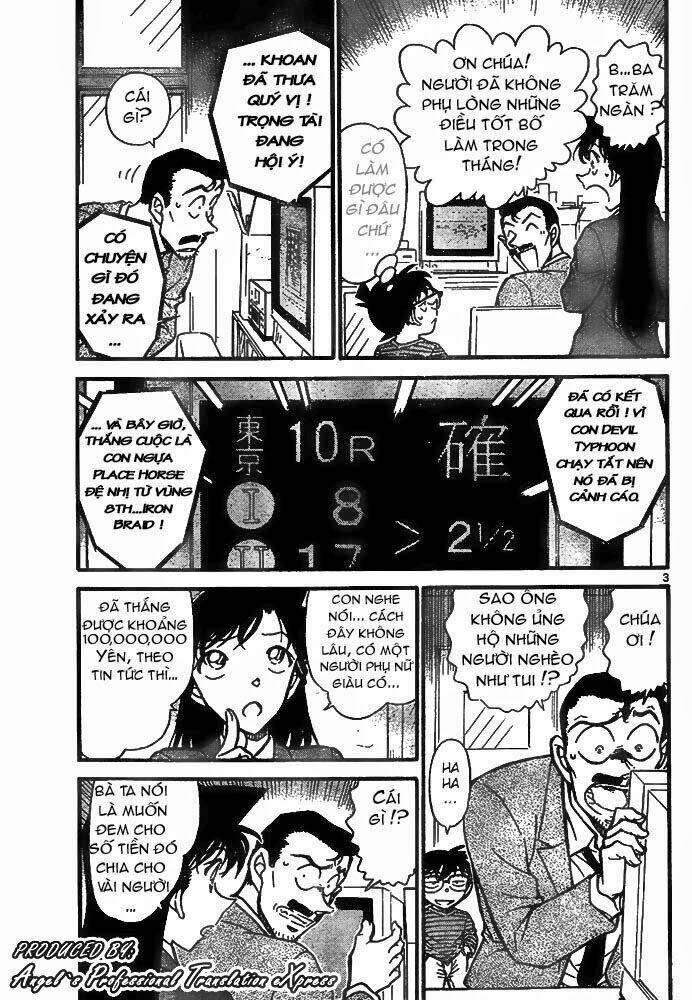 B...BA
TRĂM
NGÀN?
ƠN CHÚA!
NGƯỜI ĐÃ KHÔNG
PHỤ LÒNG NHỮNG
ĐIỀU TỐT BỐ
LÀM TRONG
THÁNG!
CÓ
LÀM
ĐƯỢC
GÌ ĐÂU
CHỨ
...
... KHOAN
ĐÃ THƯA
QUÝ VỊ!
TRỌNG TÀI
ĐANG
HỘI Ý!
CÁI
GÌ?
CÓ
CHUYỆN
GÌ ĐÓ
ĐANG
XẢY RA
...
ĐÃ CÓ KẾT
QUA RỒI! VÌ
CON DEVIL
TYPHOON
CHẠY TẮT NÊN
NÓ ĐÃ BỊ
CẢNH CÁO.
東京 10R 確
I 8
II 17 > 2 1/2
... VÀ BÂY GIỜ,
THẮNG CUỘC LÀ
CON NGỰA
PLACE HORSE
ĐỆ NHỊ TỪ VÙNG
8TH...IRON
BRAID!
3
CHÚA
ƠI!
SAO ÔNG
KHÔNG ỦNG
HỘ NHỮNG
NGƯỜI NGHÈO
NHƯ TUI!?
HA
HA
...
CON NGHE
NÓI... CÁCH
ĐÂY KHÔNG
LÂU, CÓ MỘT
NGƯỜI PHỤ NỮ
GIÀU CÓ...
ĐÃ THẮNG
ĐƯỢC KHOẢNG
100,000,000
YÊN, THEO
TIN TỨC THÌ...
CÁI
GÌ!?
BÀ TA NÓI
LÀ MUỐN
ĐEM CHO
SỐ TIỀN ĐÓ
CHIA CHO
VÀI NGƯỜI
...
PRODUCED BY:
Angel's Professional Translation eXpress